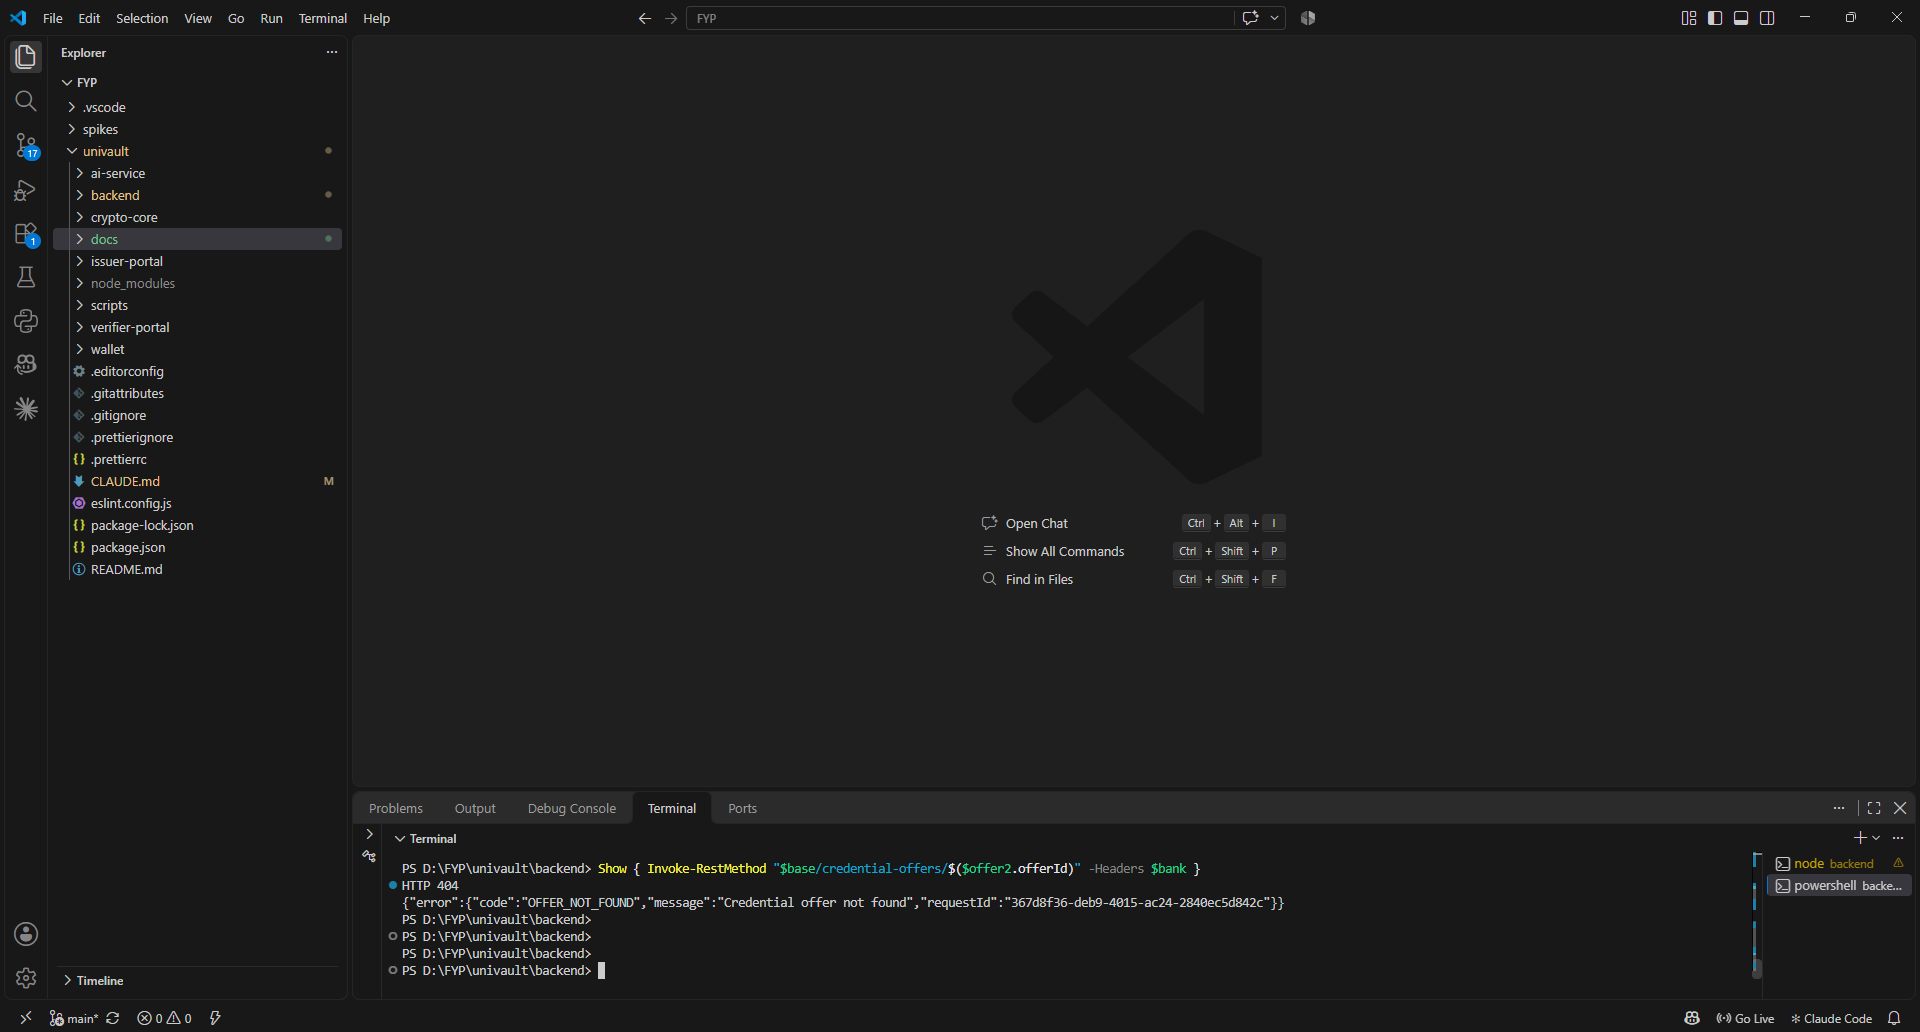 File Edit Selection View Go Run Terminal Help
FYP
Explorer
FYP
.vscode
spikes
univault
ai-service
backend
crypto-core
docs
issuer-portal
node_modules
scripts
verifier-portal
wallet
.editorconfig
.gitattributes
.gitignore
.prettierignore
.prettierrc
CLAUDE.md M
eslint.config.js
package-lock.json
package.json
README.md
Timeline
17
1
Open Chat Ctrl + Alt + I
Show All Commands Ctrl + Shift + P
Find in Files Ctrl + Shift + F
Problems Output Debug Console Terminal Ports
Terminal
PS D:\FYP\univault\backend> Show { Invoke-RestMethod "$base/credential-offers/$($offer2.offerId)" -Headers $bank }
HTTP 404
{"error":{"code":"OFFER_NOT_FOUND","message":"Credential offer not found","requestId":"367d8f36-deb9-4015-ac24-2840ec5d842c"}}
PS D:\FYP\univault\backend>
PS D:\FYP\univault\backend>
PS D:\FYP\univault\backend>
PS D:\FYP\univault\backend>
node backend
powershell backe...
main* 0 0 Go Live Claude Code